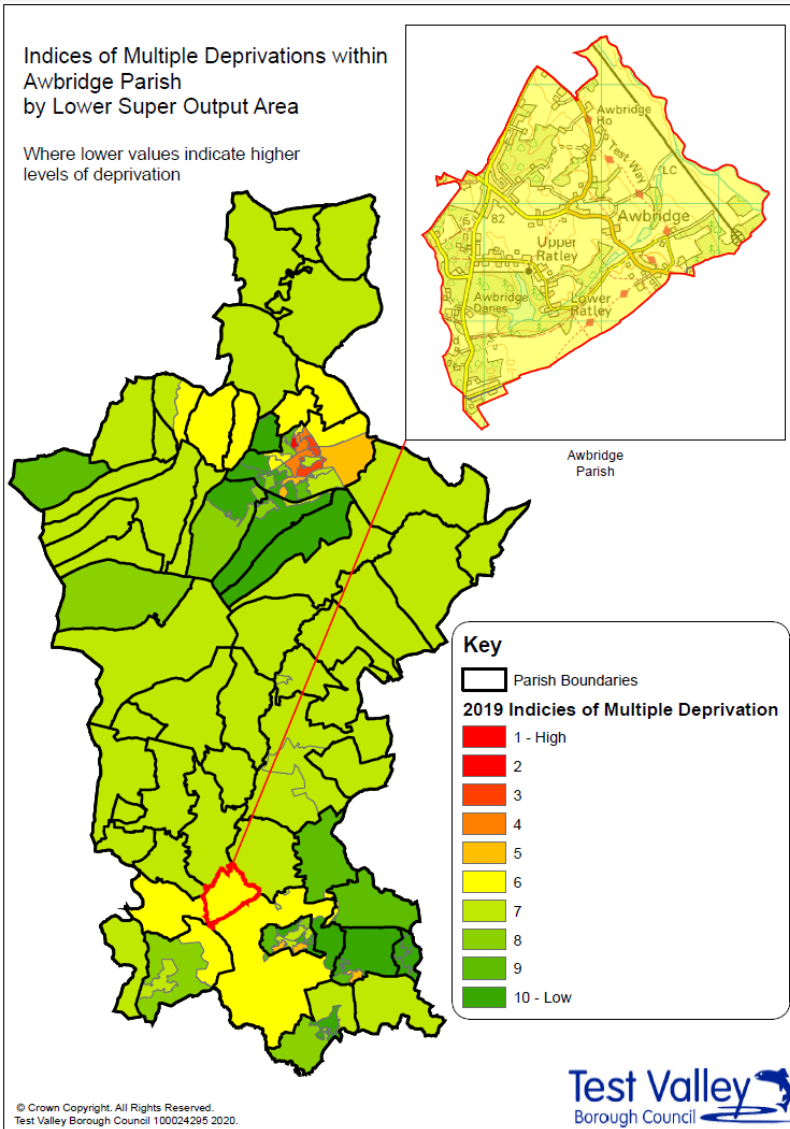 Indices of Multiple Deprivations within
Awbridge Parish
by Lower Super Output Area
Where lower values indicate higher
levels of deprivation
Awbridge
Ho
Test Way
LC
82
Awbridge
Upper
Ratley
Awbridge
Danes
Lower
Ratley
Awbridge
Parish
Key
Parish Boundaries
2019 Indicies of Multiple Deprivation
1 - High
2
3
4
5
6
7
8
9
10 - Low
Test Valley
Borough Council
© Crown Copyright. All Rights Reserved.
Test Valley Borough Council 100024295 2020.